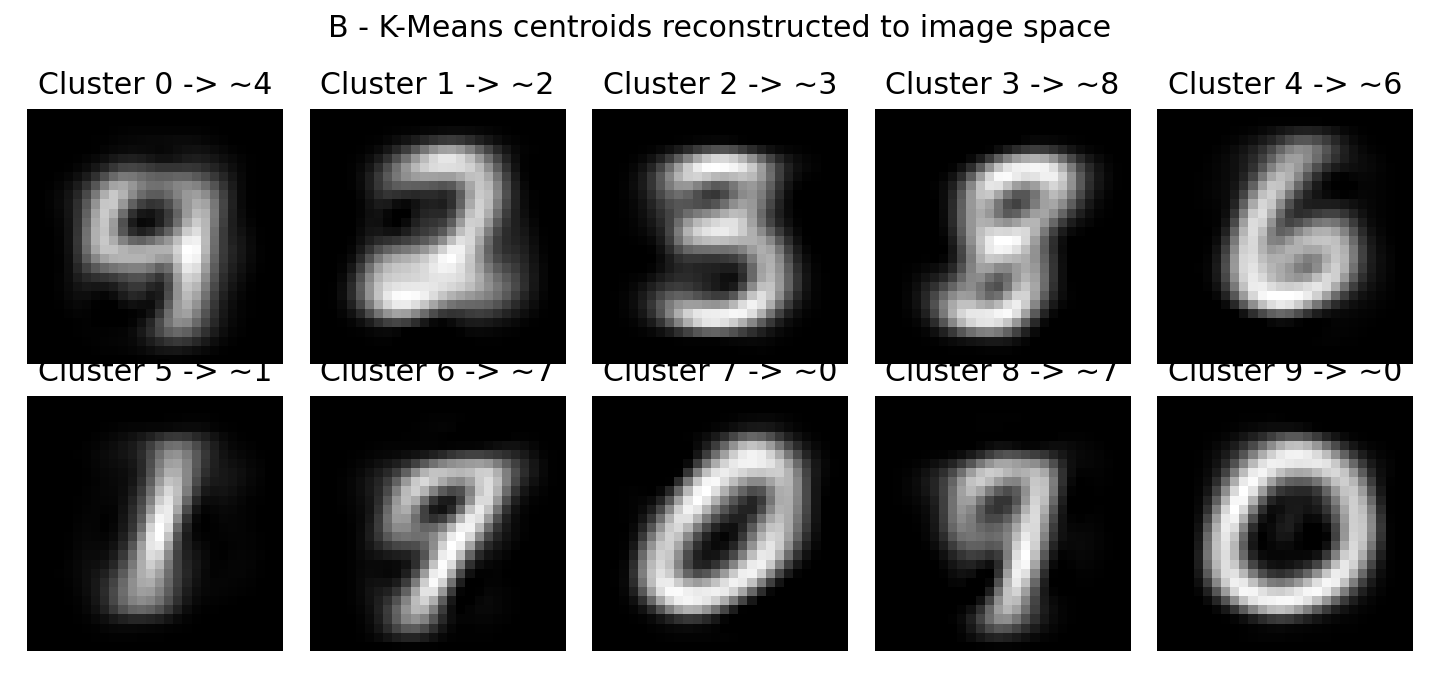 B - K-Means centroids reconstructed to image space
Cluster 0 -> ~4 Cluster 1 -> ~2 Cluster 2 -> ~3 Cluster 3 -> ~8 Cluster 4 -> ~6
Cluster 5 -> ~1 Cluster 6 -> ~7 Cluster 7 -> ~0 Cluster 8 -> ~7 Cluster 9 -> ~0